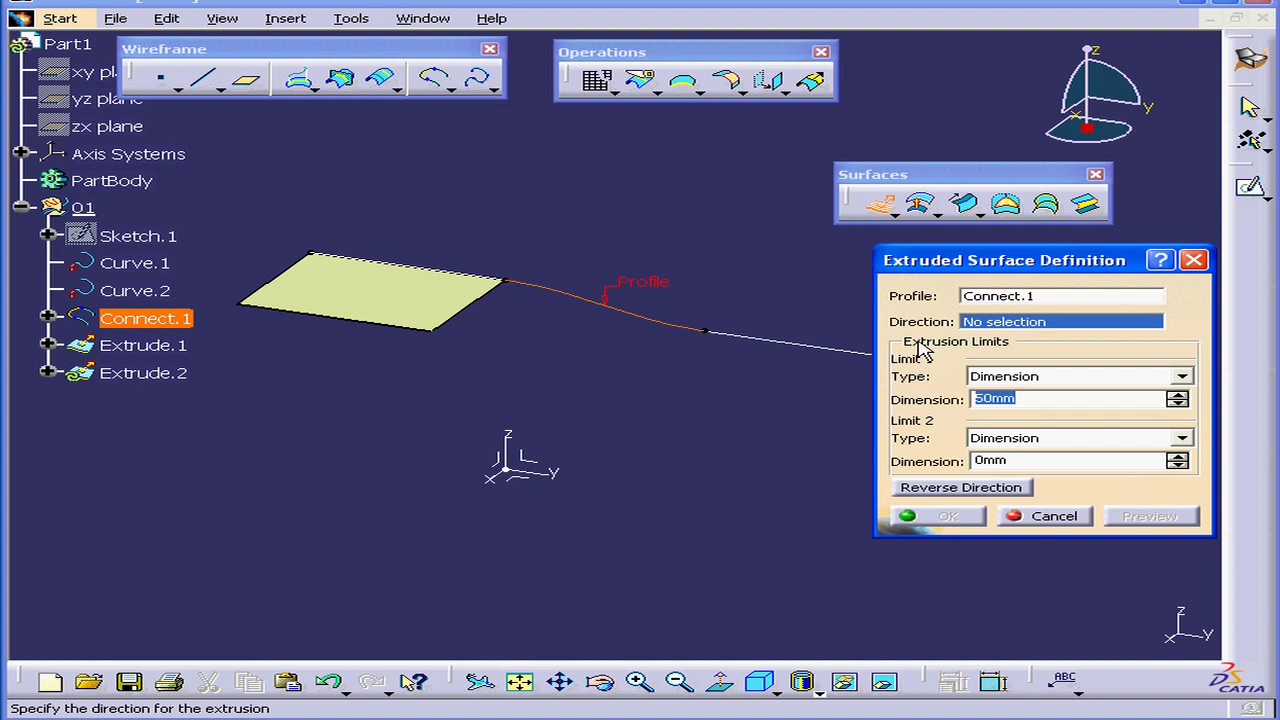 Start File Edit View Insert Tools Window Help
Part1
xy pl
yz plane
zx plane
Axis Systems
PartBody
01
Sketch.1
Curve.1
Curve.2
Connect.1
Extrude.1
Extrude.2
Wireframe
Operations
Surfaces
z
y
x
Profile
z
y
x
Extruded Surface Definition
Profile: Connect.1
Direction: No selection
Extrusion Limits
Limit
Type: Dimension
Dimension: 50mm
Limit 2
Type: Dimension
Dimension: 0mm
Reverse Direction
OK Cancel Preview
z
y
x
ABC
DS CATIA
Specify the direction for the extrusion